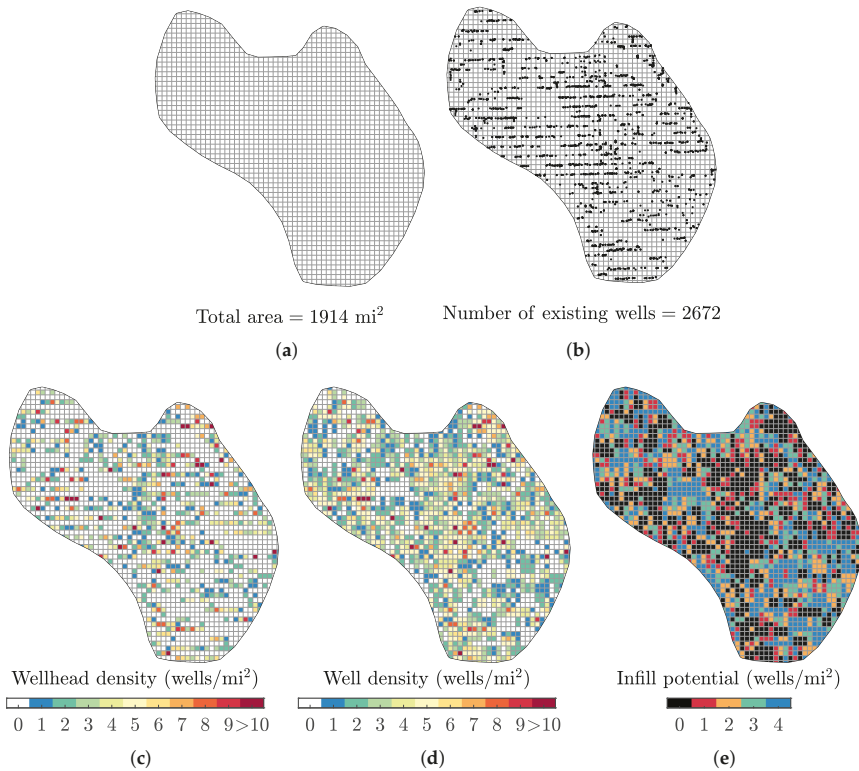 Total area = 1914 mi²
Number of existing wells = 2672
(a)
(b)
Wellhead density (wells/mi²)
0 1 2 3 4 5 6 7 8 9 >10
(c)
Well density (wells/mi²)
0 1 2 3 4 5 6 7 8 9 >10
(d)
Infill potential (wells/mi²)
0 1 2 3 4
(e)